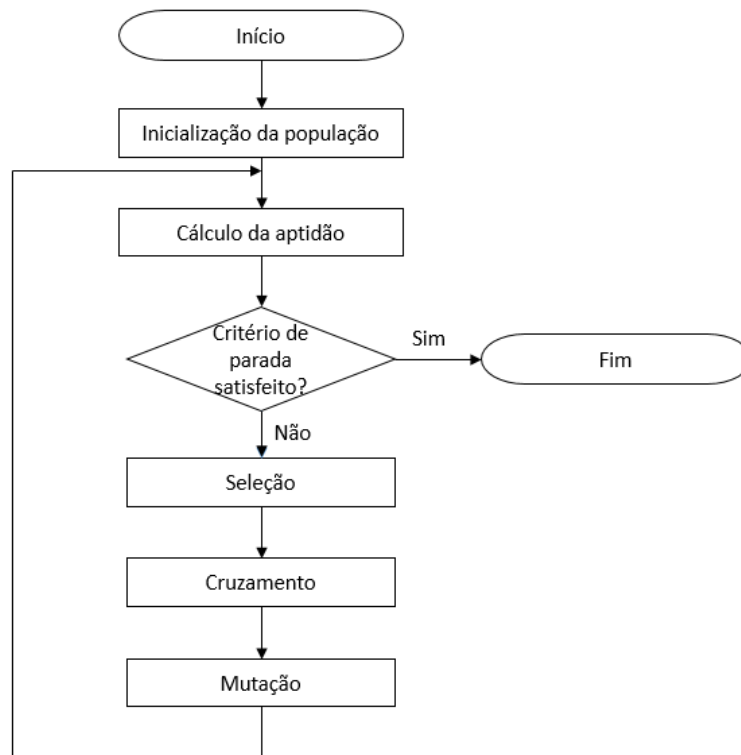 Início
Inicialização da população
Cálculo da aptidão
Critério de
parada
satisfeito?
Sim
Fim
Não
Seleção
Cruzamento
Mutação